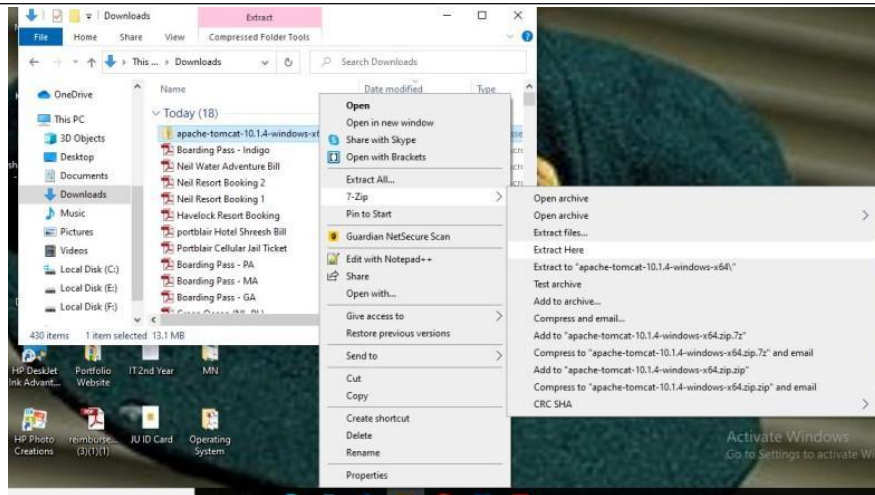 Downloads
Extract
File
Home
Share
View
Compressed Folder Tools
This ...
Downloads
Search Downloads
Name
Date modified
Type
OneDrive
This PC
3D Objects
Desktop
Documents
Downloads
Music
Pictures
Videos
Local Disk (C:)
Local Disk (E:)
Local Disk (F:)
Today (18)
apache-tomcat-10.1.4-windows-x6
Boarding Pass - Indigo
Neil Water Adventure Bill
Neil Resort Booking 2
Neil Resort Booking 1
Havelock Resort Booking
portblair Hotel Shreesh Bill
Portblair Cellular Jail Ticket
Boarding Pass - PA
Boarding Pass - MA
Boarding Pass - GA
430 items
1 item selected 13.1 MB
Open
Open in new window
Share with Skype
Open with Brackets
Extract All...
7-Zip
Pin to Start
Guardian NetSecure Scan
Edit with Notepad++
Share
Open with...
Give access to
Restore previous versions
Send to
Cut
Copy
Create shortcut
Delete
Rename
Properties
Open archive
Open archive
Extract files...
Extract Here
Extract to "apache-tomcat-10.1.4-windows-x64\"
Test archive
Add to archive...
Compress and email...
Add to "apache-tomcat-10.1.4-windows-x64.zip.7z"
Compress to "apache-tomcat-10.1.4-windows-x64.zip.7z" and email
Add to "apache-tomcat-10.1.4-windows-x64.zip.zip"
Compress to "apache-tomcat-10.1.4-windows-x64.zip.zip" and email
CRC SHA
HP DeskJet
Ink Advant...
Portfolio
Website
IT 2nd Year
MN
HP Photo
Creations
reimburse...
(3)(1)(1)
JU ID Card
Operating
System
Activate Windows
Go to Settings to activate Wi